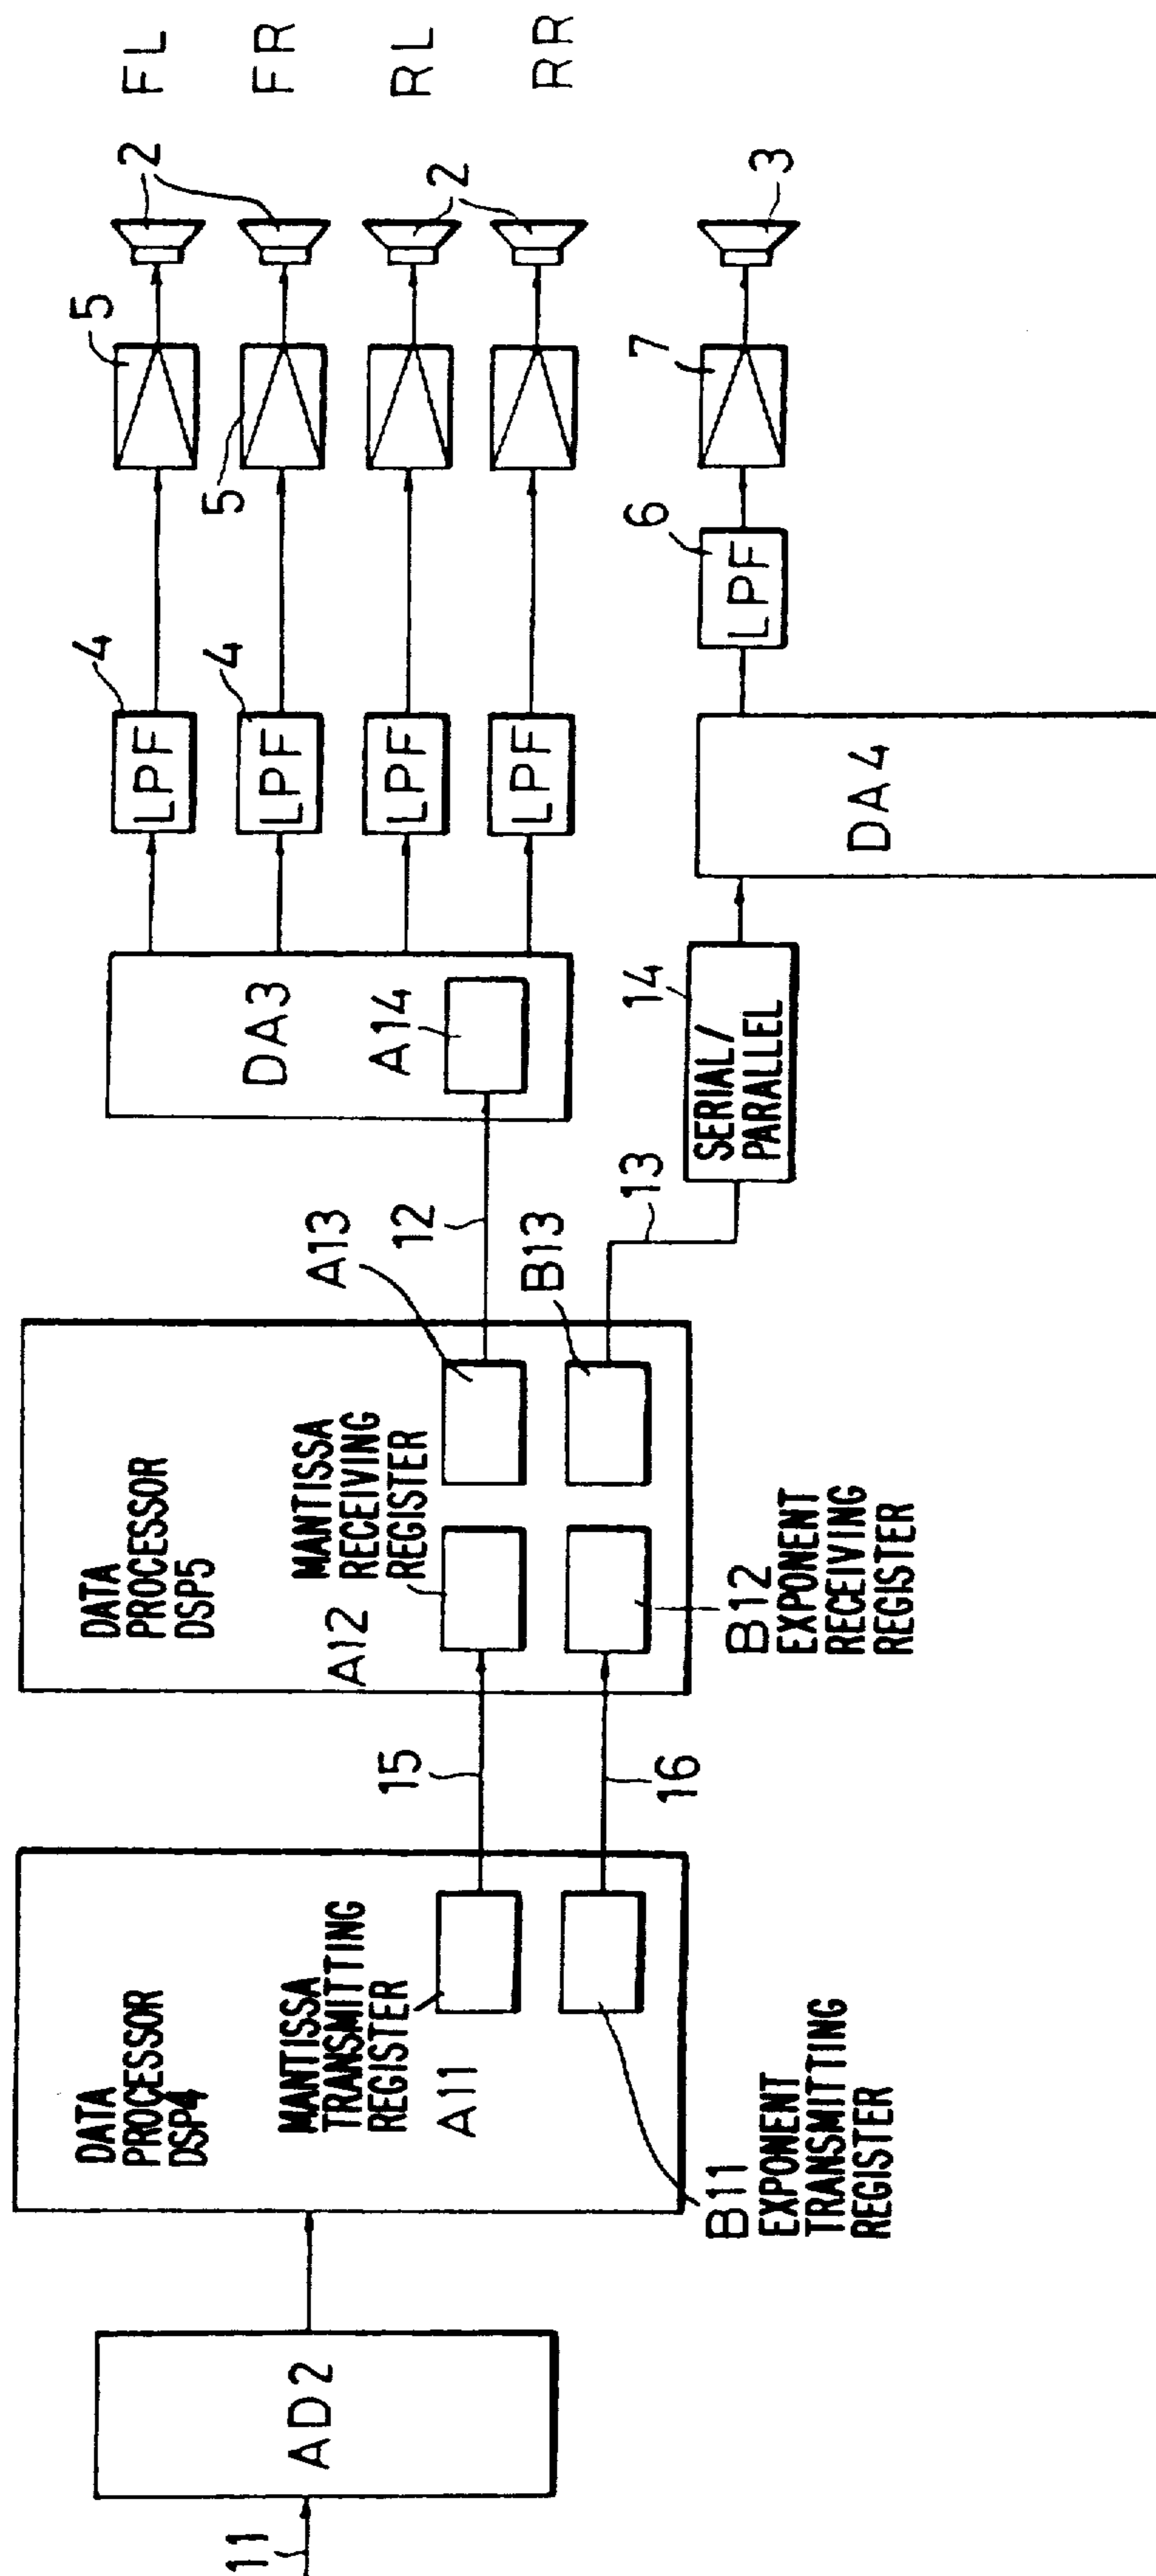 11
AD2
DATA
PROCESSOR
DSP4
MANTISSA
TRANSMITTING
REGISTER
A11
B11
EXPONENT
TRANSMITTING
REGISTER
15
16
DATA
PROCESSOR
DSP5
MANTISSA
RECEIVING
REGISTER
A12
A13
B13
B12
EXPONENT
RECEIVING
REGISTER
12
13
DA3
A14
14
SERIAL/
PARALLEL
DA4
4
LPF
4
LPF
LPF
LPF
6
LPF
5
5
7
2
2
3
FL
FR
RL
RR